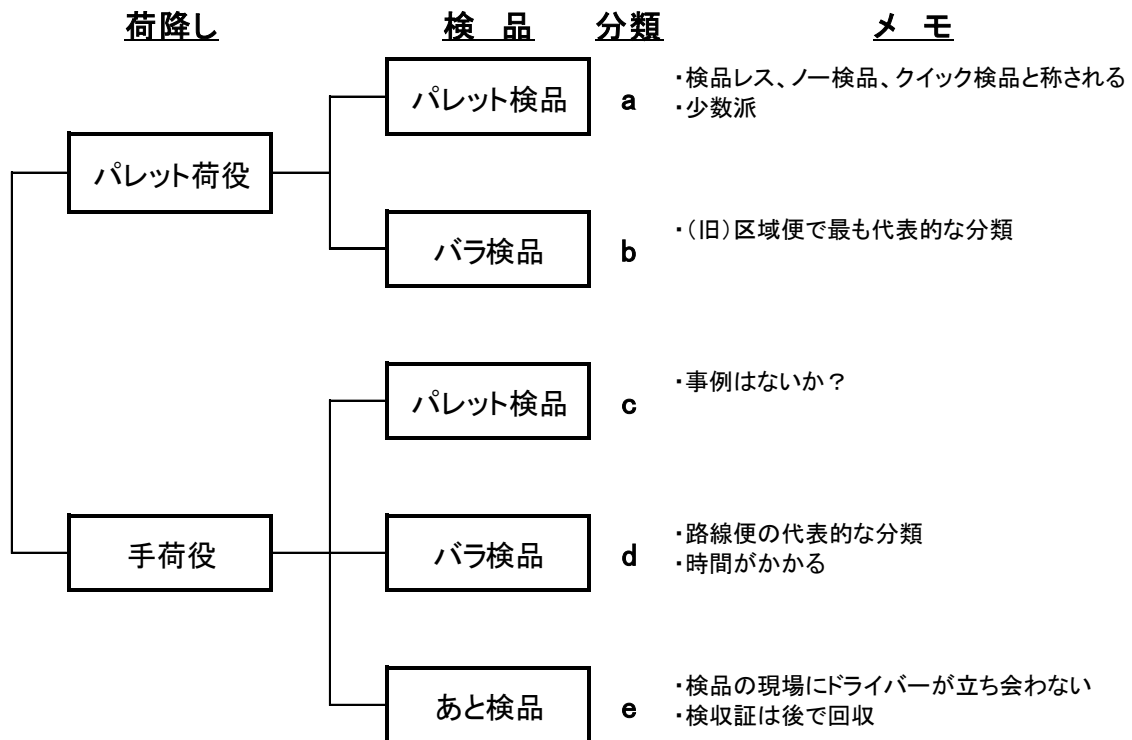 荷降し 検 品 分類 メ モ
パレット検品 a ・検品レス、ノー検品、クイック検品と称される
・少数派
パレット荷役
バラ検品 b ・(旧)区域便で最も代表的な分類
パレット検品 c ・事例はないか?
手荷役
バラ検品 d ・路線便の代表的な分類
・時間がかかる
あと検品 e ・検品の現場にドライバーが立ち会わない
・検収証は後で回収